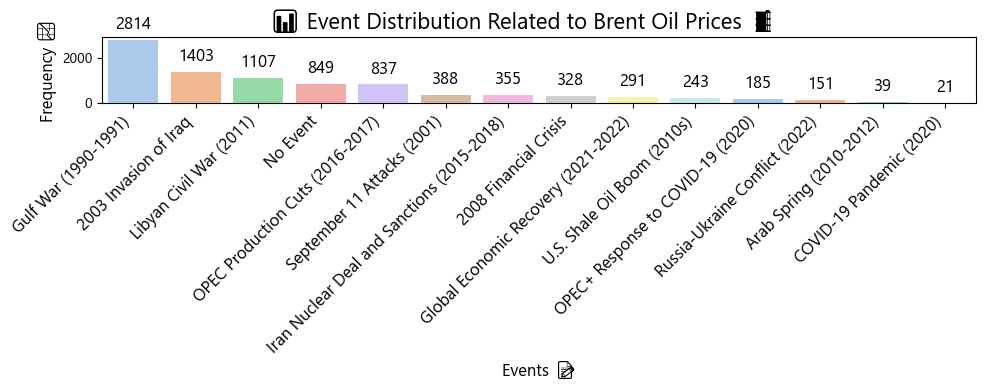 Event Distribution Related to Brent Oil Prices
Frequency
2000
0
2814
1403
1107
849
837
388
355
328
291
243
185
151
39
21
Gulf War (1990-1991)
2003 Invasion of Iraq
Libyan Civil War (2011)
No Event
OPEC Production Cuts (2016-2017)
September 11 Attacks (2001)
Iran Nuclear Deal and Sanctions (2015-2018)
2008 Financial Crisis
Global Economic Recovery (2021-2022)
U.S. Shale Oil Boom (2010s)
OPEC+ Response to COVID-19 (2020)
Russia-Ukraine Conflict (2022)
Arab Spring (2010-2012)
COVID-19 Pandemic (2020)
Events